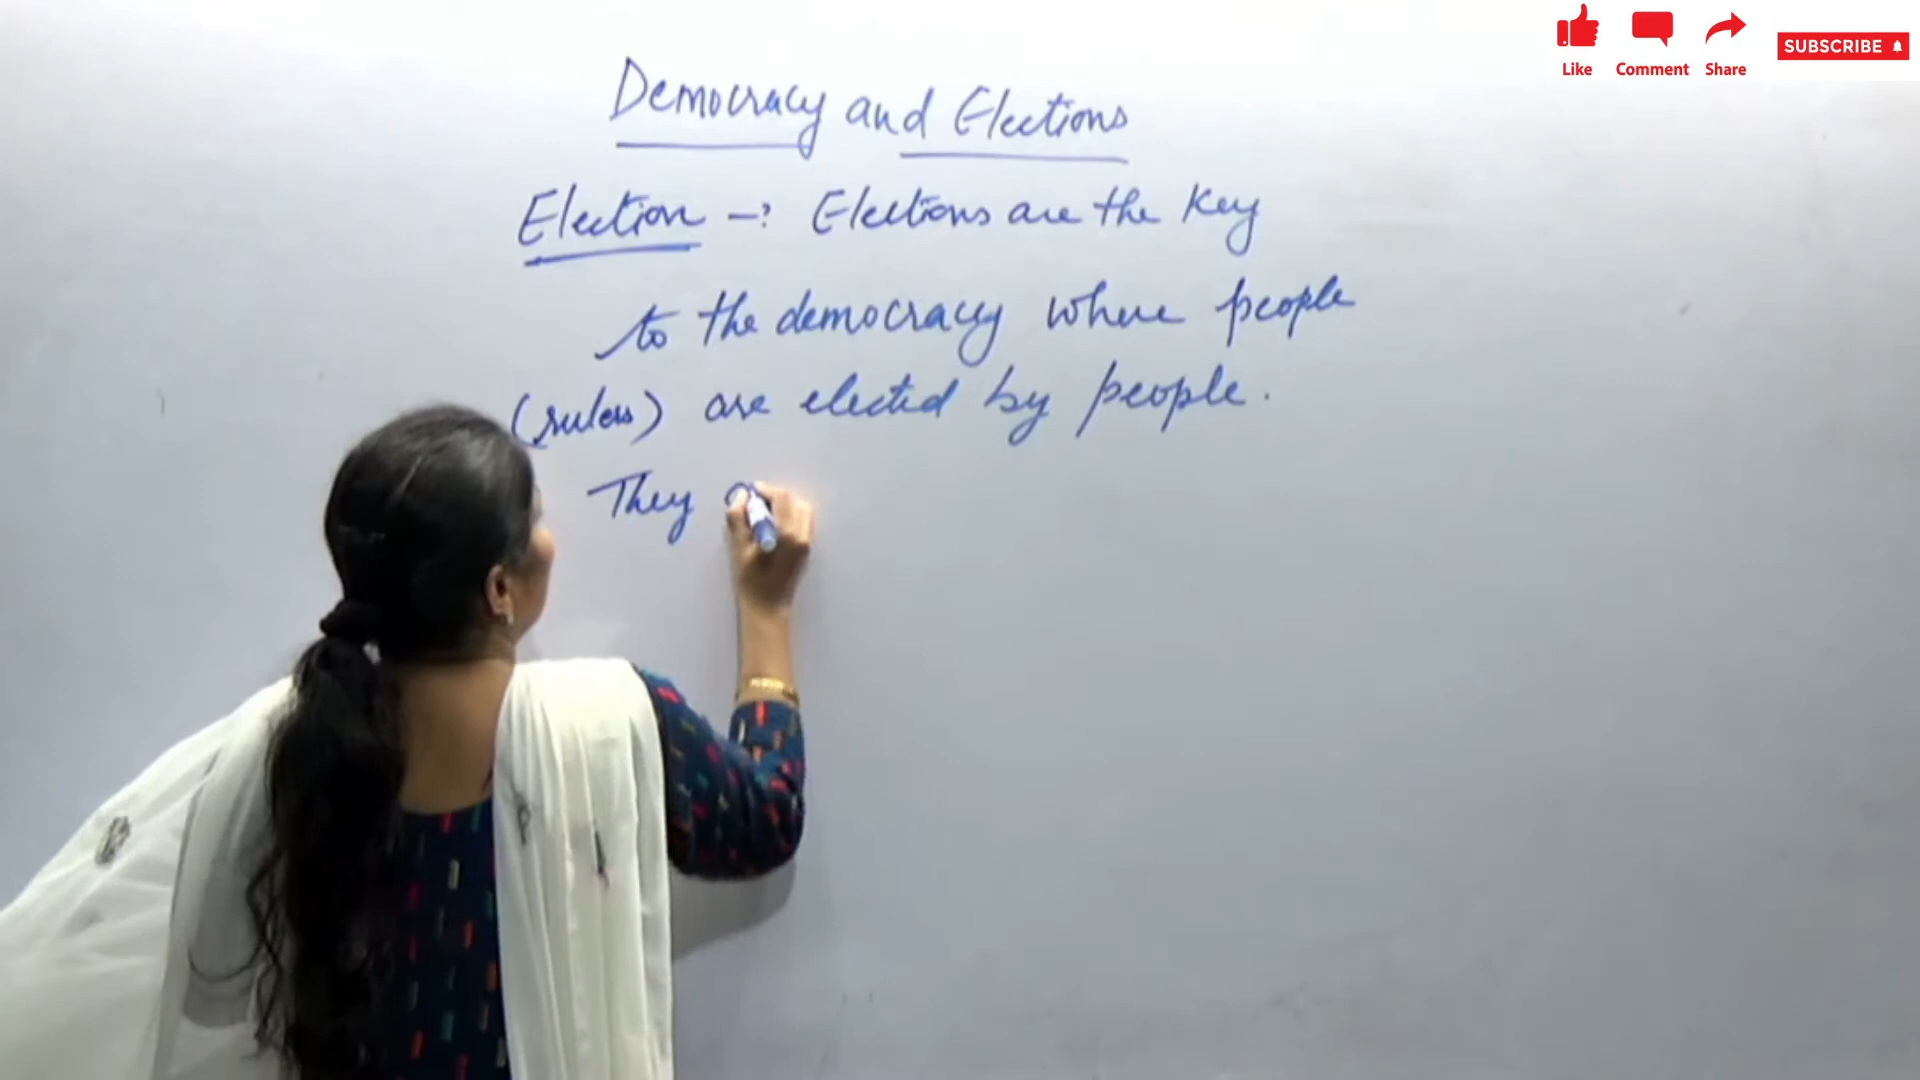 Like Comment Share SUBSCRIBE
Democracy and Elections
Election -: Elections are the key
to the democracy where people
(rulers) are elected by people.
They